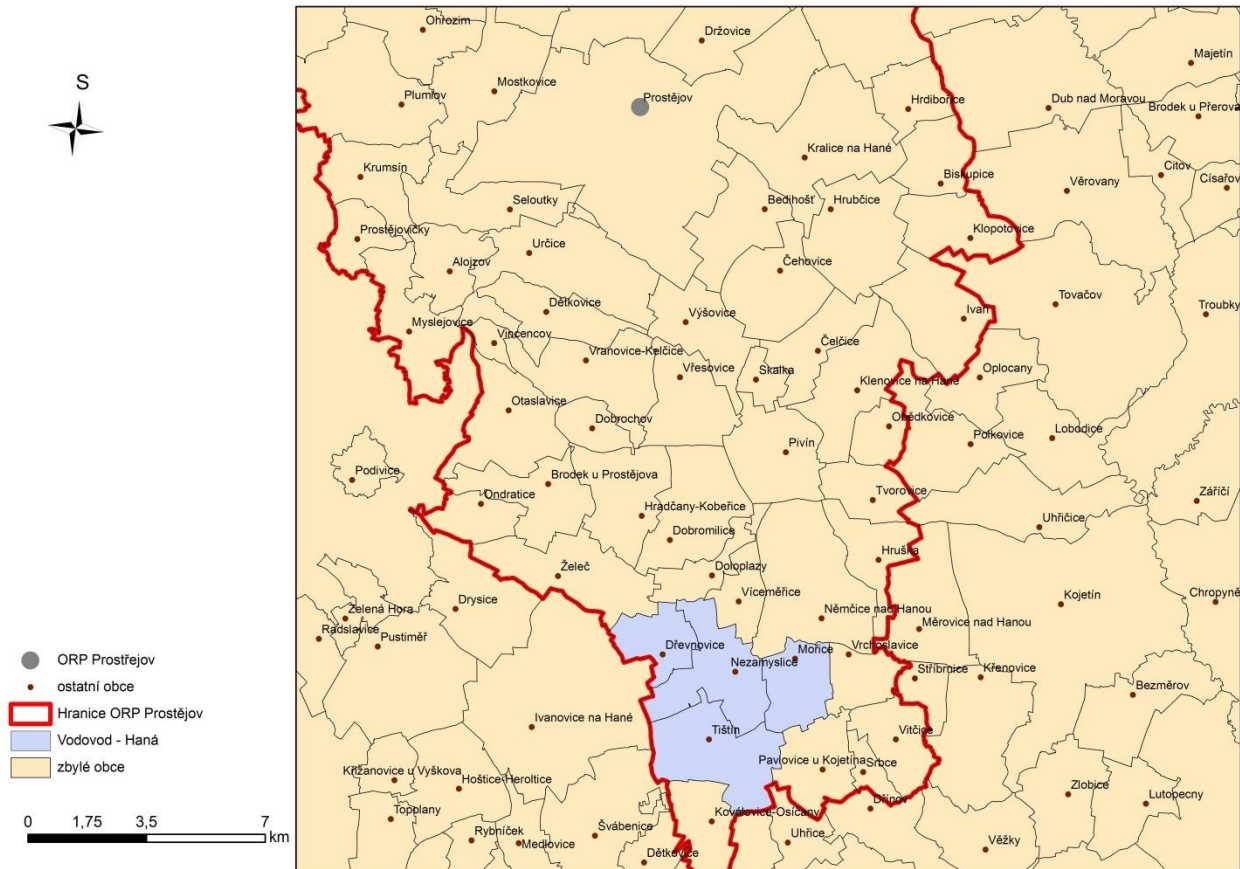 S
ORP Prostřejov
ostatní obce
Hranice ORP Prostějov
Vodovod - Haná
zbylé obce
0 1,75 3,5 7
km
Ohrozim
Držovice
Majetín
Mostkovice
Plumlov
Prostějov
Hrdibořice
Dub nad Moravou
Brodek u Přerova
Kralice na Hané
Krumsín
Biskupice
Věrovany
Citov
Císařov
Seloutky
Bedihošť
Hrubčice
Prostějovičky
Určice
Klopotovice
Alojzov
Čehovice
Dětkovice
Výšovice
Ivaň
Tovačov
Troubky
Myslejovice
Vincencov
Vranovice-Kelčice
Čelčice
Vřesovice
Skalka
Klenovice na Hané
Oplocany
Otaslavice
Dobrochov
Obědkovice
Polkovice
Lobodice
Pivín
Podivice
Brodek u Prostějova
Ondratice
Tvorovice
Záříčí
Hradčany-Kobeřice
Uhřičice
Dobromilice
Hruška
Želeč
Doloplazy
Víceměřice
Kojetín
Chropyně
Drysice
Zelená Hora
Němčice nad Hanou
Měrovice nad Hanou
Radslavice
Pustiměř
Dřevnovice
Nezamyslice
Mořice
Vrchoslavice
Stříbrnice
Křenovice
Bezměrov
Ivanovice na Hané
Tištín
Vitčice
Pavlovice u Kojetína
Srbce
Křižanovice u Vyškova
Hoštice-Heroltice
Zlobice
Lutopecny
Topolany
Koválovice-Osíčany
Dřínov
Rybníček
Medlovice
Švábenice
Uhřice
Věžky
Dětkovice